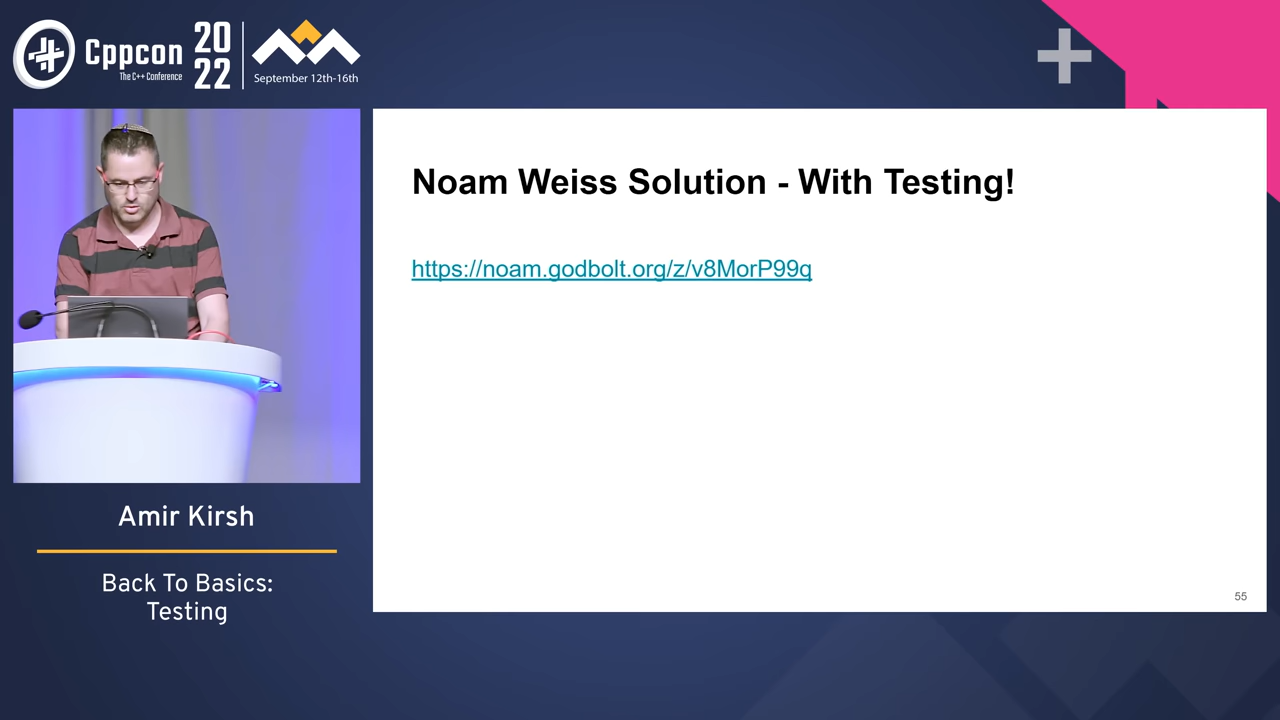 Cppcon
The C++ Conference
20
22
September 12th-16th
Noam Weiss Solution - With Testing!
https://noam.godbolt.org/z/v8MorP99q
55
Amir Kirsh
Back To Basics:
Testing